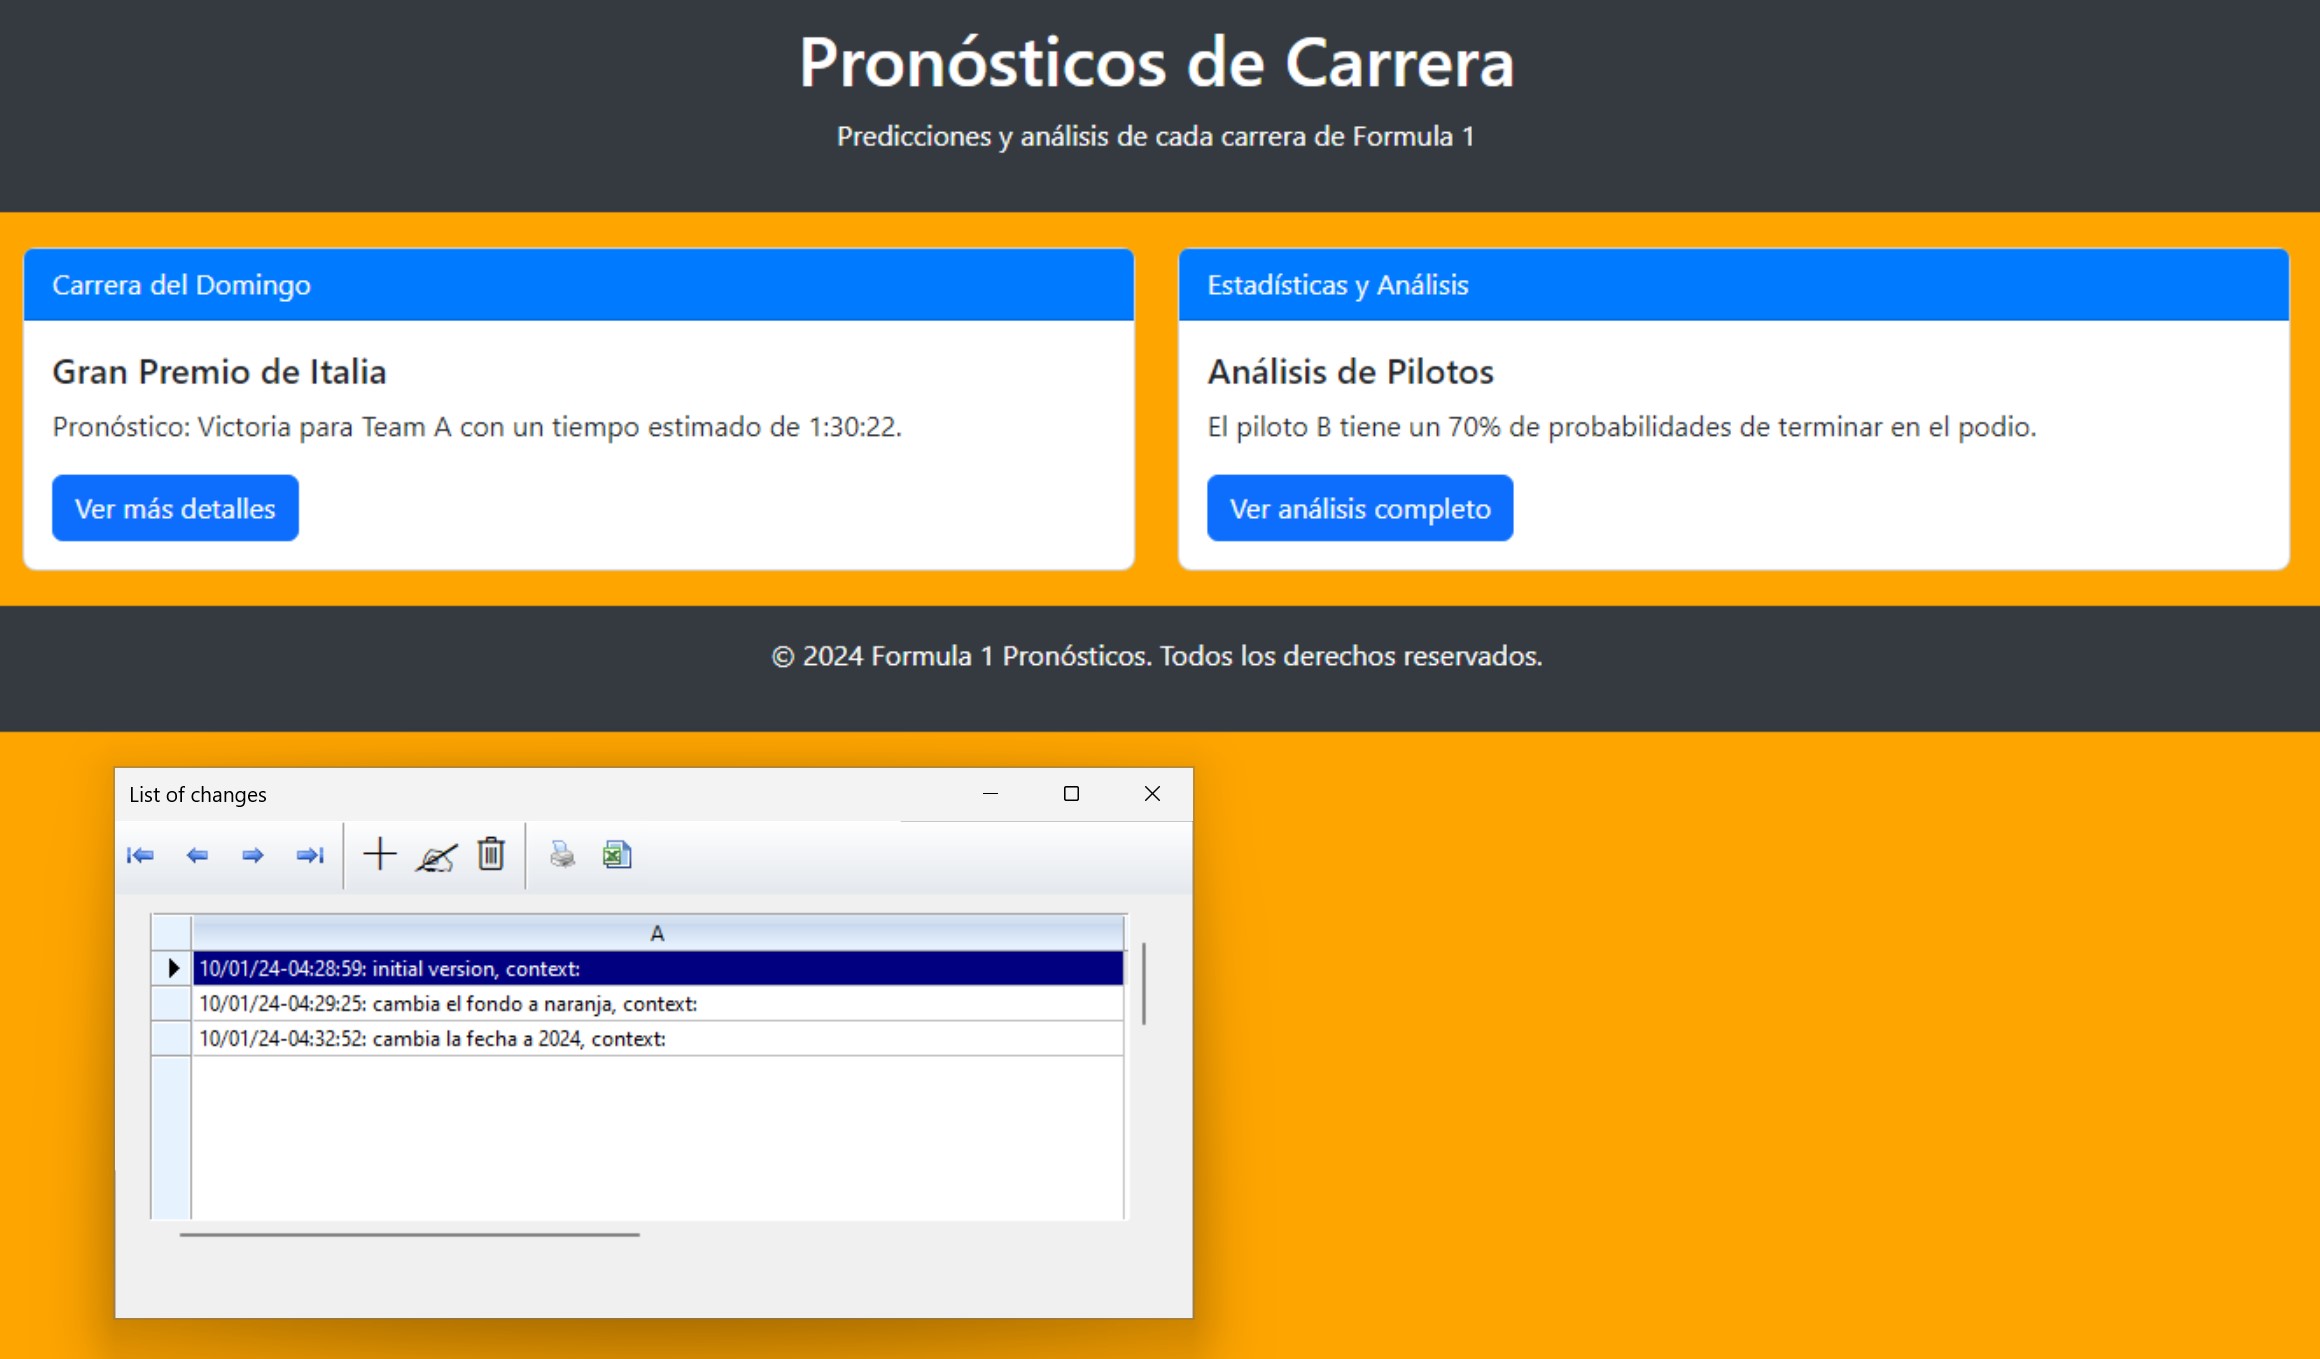 Pronósticos de Carrera
Predicciones y análisis de cada carrera de Formula 1
Carrera del Domingo
Gran Premio de Italia
Pronóstico: Victoria para Team A con un tiempo estimado de 1:30:22.
Ver más detalles
Estadísticas y Análisis
Análisis de Pilotos
El piloto B tiene un 70% de probabilidades de terminar en el podio.
Ver análisis completo
© 2024 Formula 1 Pronósticos. Todos los derechos reservados.
List of changes
A
10/01/24-04:28:59: initial version, context:
10/01/24-04:29:25: cambia el fondo a naranja, context:
10/01/24-04:32:52: cambia la fecha a 2024, context: